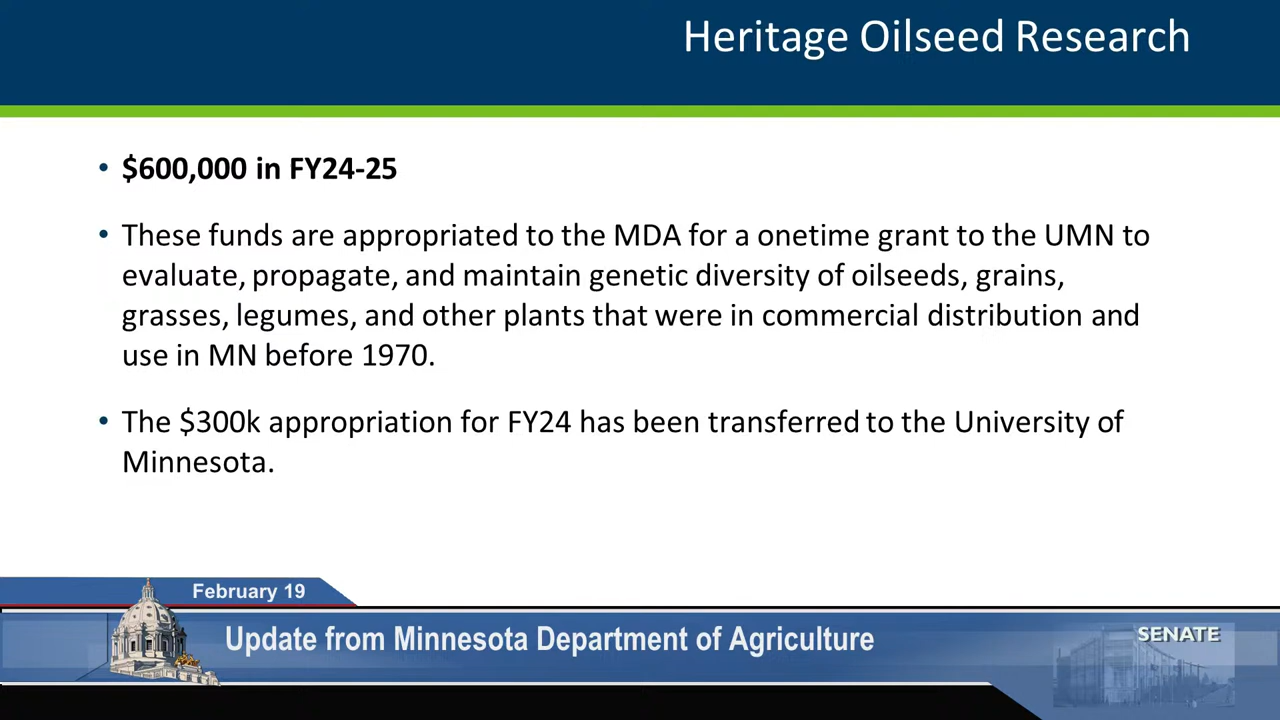 Heritage Oilseed Research
• $600,000 in FY24-25
• These funds are appropriated to the MDA for a onetime grant to the UMN to
evaluate, propagate, and maintain genetic diversity of oilseeds, grains,
grasses, legumes, and other plants that were in commercial distribution and
use in MN before 1970.
• The $300k appropriation for FY24 has been transferred to the University of
Minnesota.
February 19
Update from Minnesota Department of Agriculture
SENATE